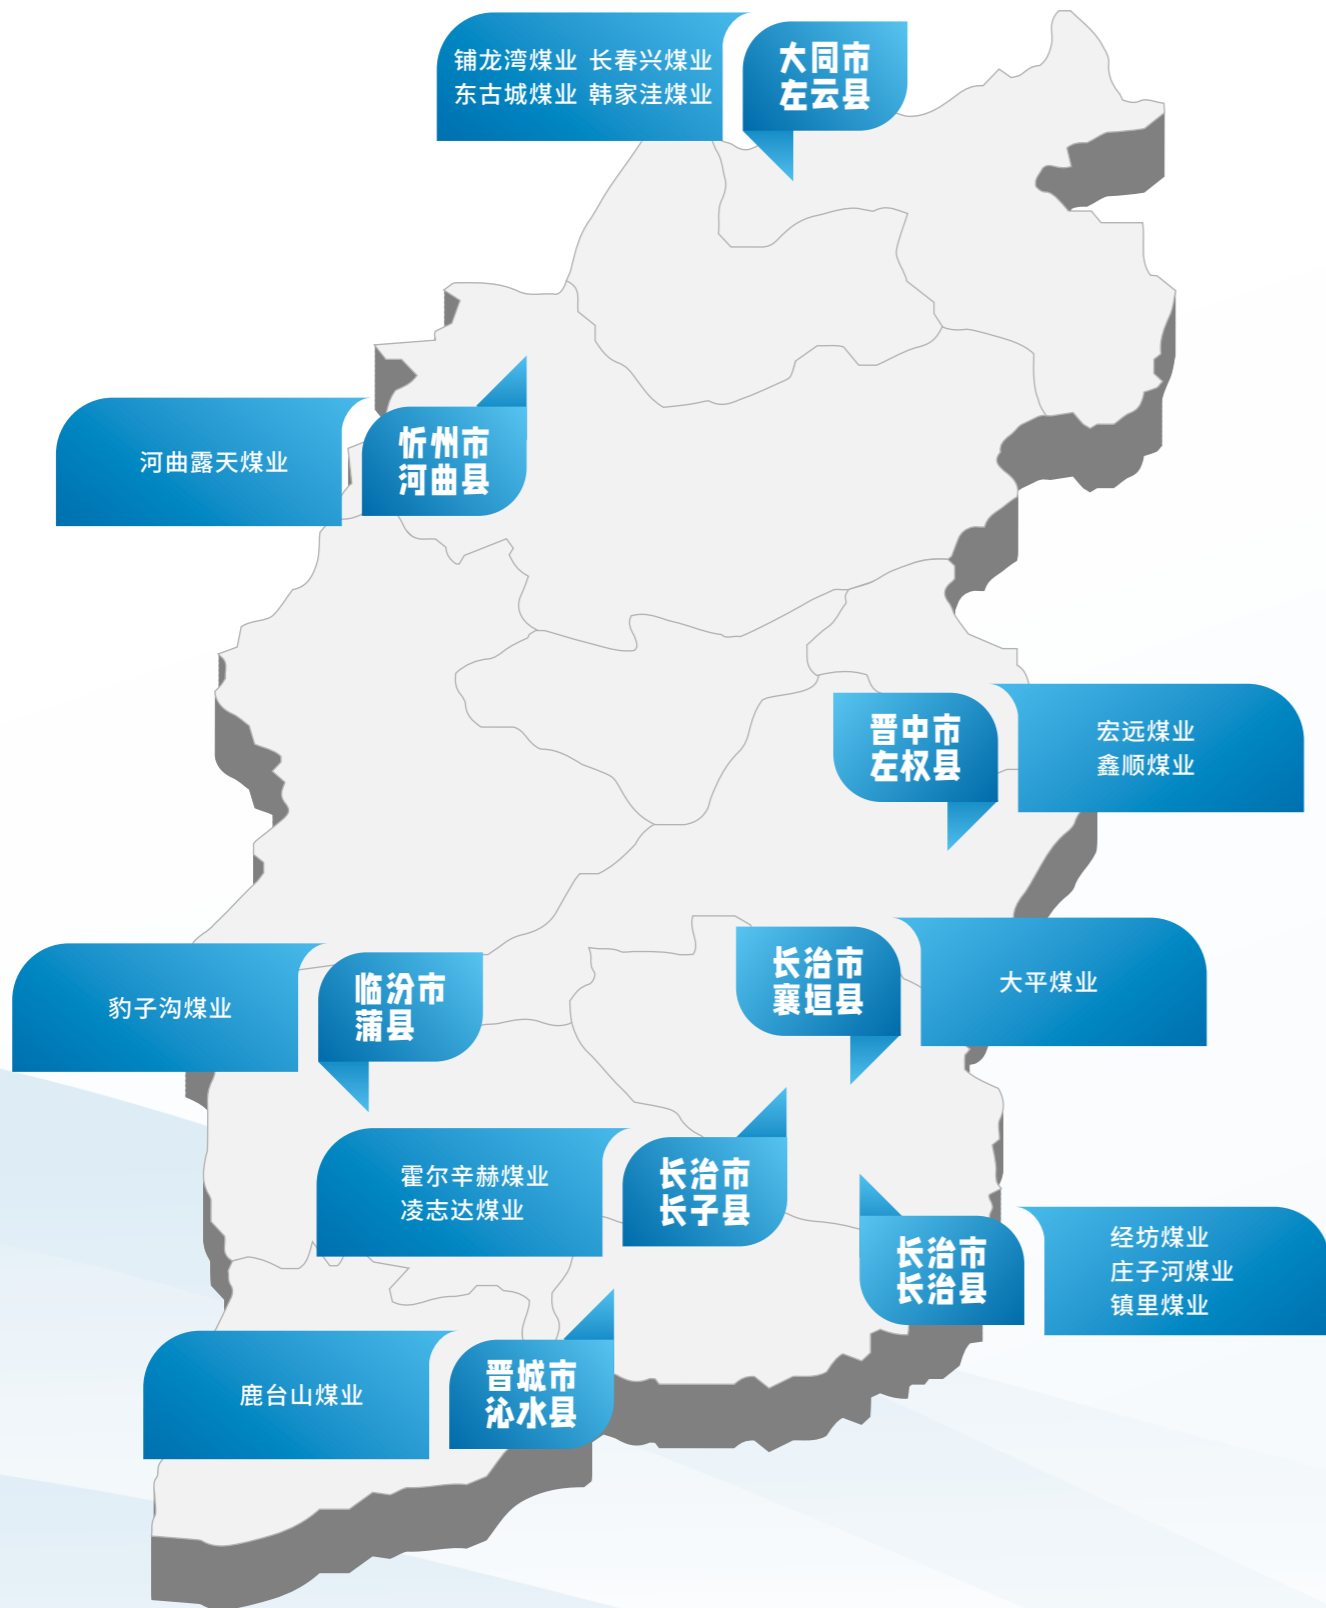 铺龙湾煤业 长春兴煤业
东古城煤业 韩家洼煤业
大同市
左云县
河曲露天煤业
忻州市
河曲县
晋中市
左权县
宏远煤业
鑫顺煤业
豹子沟煤业
临汾市
蒲县
长治市
襄垣县
大平煤业
霍尔辛赫煤业
凌志达煤业
长治市
长子县
长治市
长治县
经坊煤业
庄子河煤业
镇里煤业
鹿台山煤业
晋城市
沁水县